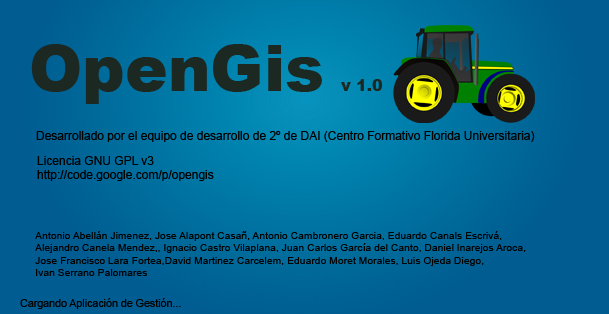 OpenGis v 1.0
Desarrollado por el equipo de desarrollo de 2º de DAI (Centro Formativo Florida Universitaria)
Licencia GNU GPL v3
http://code.google.com/p/opengis
Antonio Abellán Jimenez, Jose Alapont Casañ, Antonio Cambronero Garcia, Eduardo Canals Escrivá,
Alejandro Canela Mendez,, Ignacio Castro Vilaplana, Juan Carlos García del Canto, Daniel Inarejos Aroca,
Jose Francisco Lara Fortea,David Martinez Carcelem, Eduardo Moret Morales, Luis Ojeda Diego,
Ivan Serrano Palomares
Cargando Aplicación de Gestión...